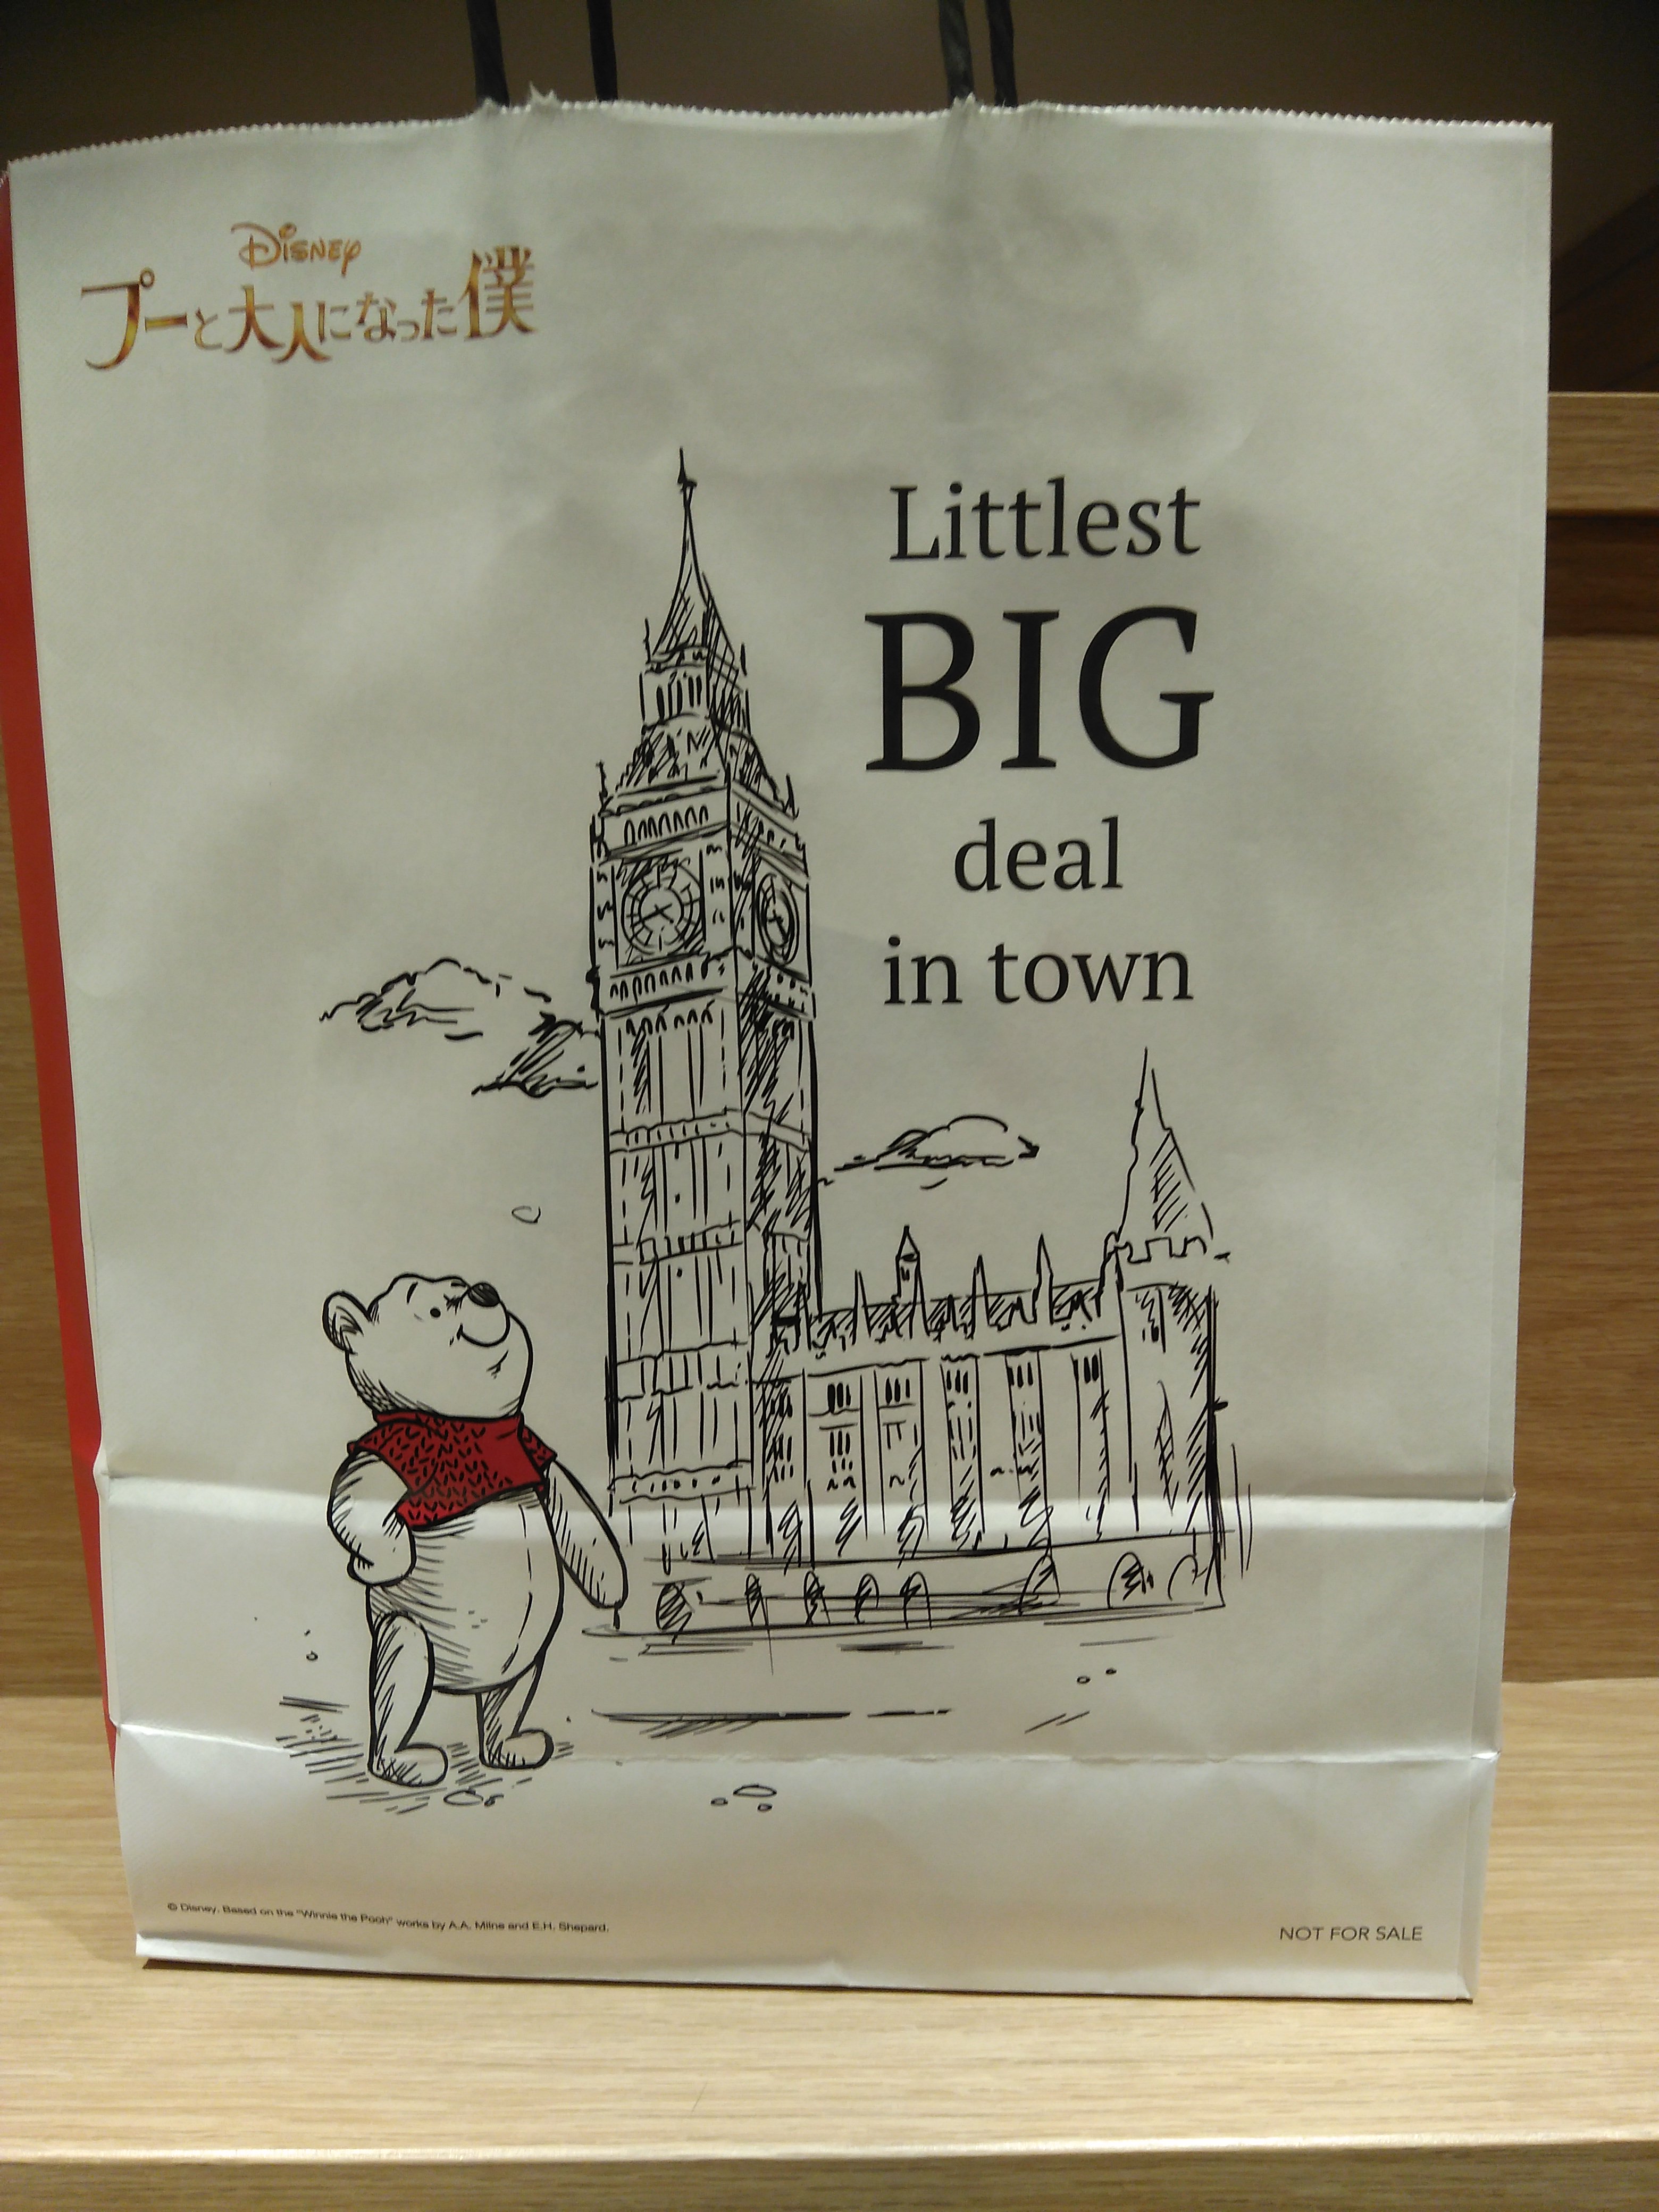 Disney
プーと大人になった僕
Littlest
BIG
deal
in town
© Disney. Based on the "Winnie the Pooh" works by A.A. Milne and E.H. Shepard.
NOT FOR SALE